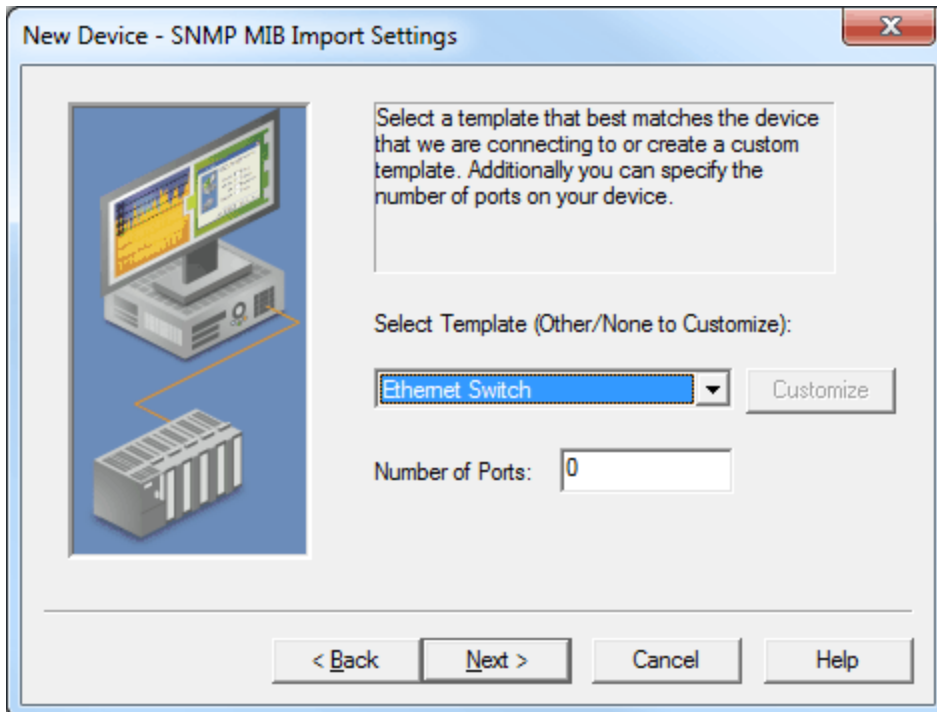 New Device - SNMP MIB Import Settings
Select a template that best matches the device
that we are connecting to or create a custom
template. Additionally you can specify the
number of ports on your device.
Select Template (Other/None to Customize):
Ethernet Switch
Customize
Number of Ports:
0
< Back
Next >
Cancel
Help